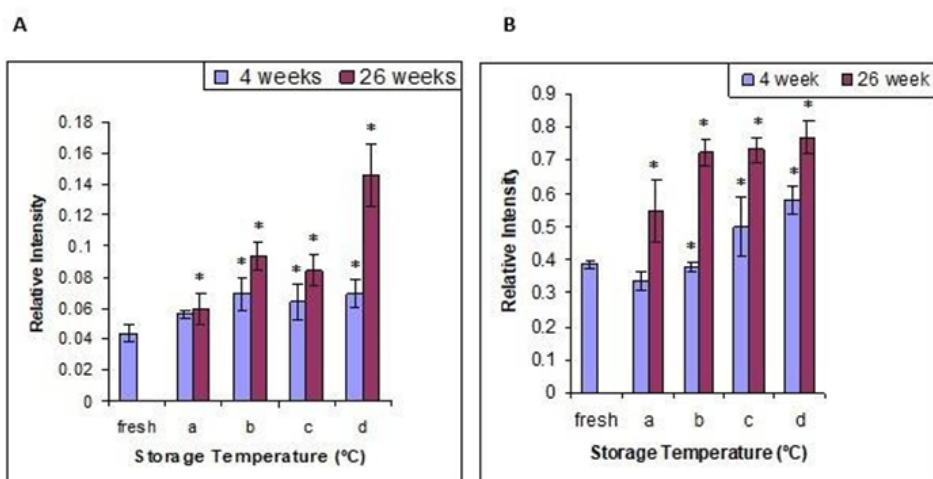 A
4 weeks 26 weeks
Relative Intensity
0.18
0.16
0.14
0.12
0.1
0.08
0.06
0.04
0.02
0
* * * * * * *
fresh a b c d
Storage Temperature (ºC)
B
4 week 26 week
Relative Intensity
0.9
0.8
0.7
0.6
0.5
0.4
0.3
0.2
0.1
0
* * * * * * *
fresh a b c d
Storage Temperature (ºC)